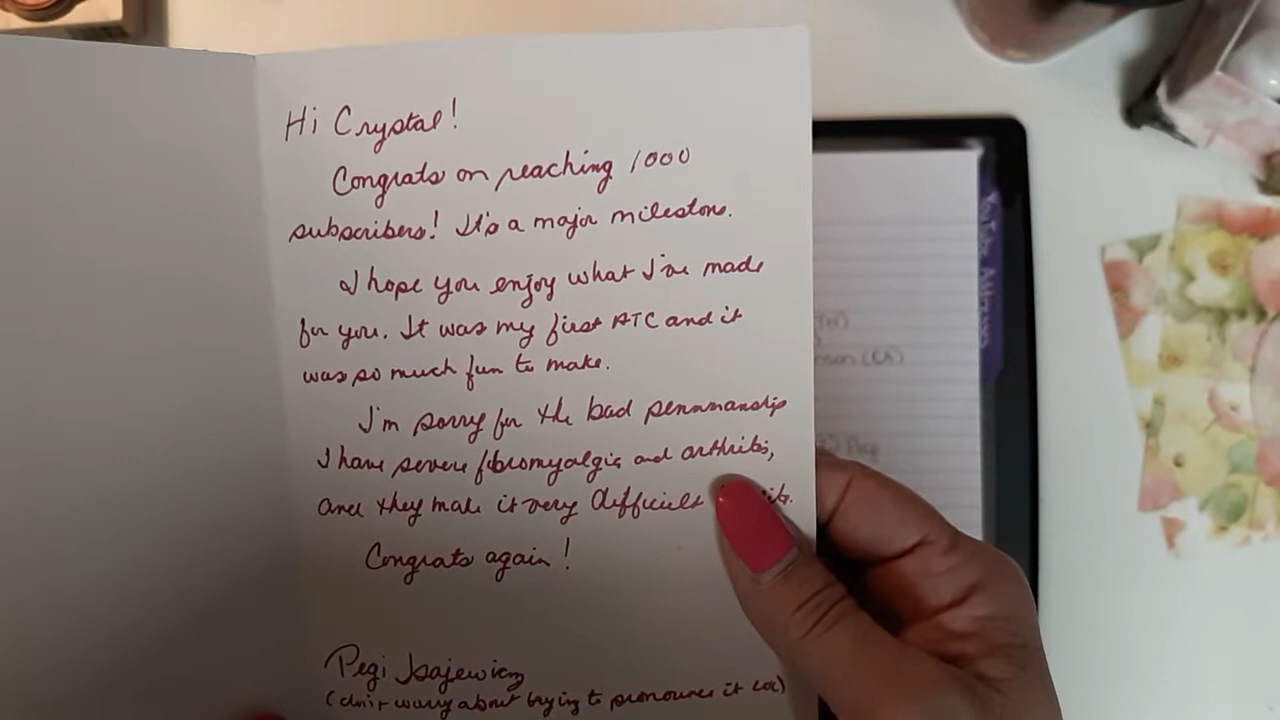 Hi Crystal!
Congrats on reaching 1000
subscribers! It's a major milestone.
I hope you enjoy what I've made
for you. It was my first ATC and it
was so much fun to make.
I'm sorry for the bad pennmanship
I have severe fibromyalgia and arthritis,
and they make it very difficult
Congrats again!
Pegi Isajewicz
(don't worry about trying to pronounce it LOL)
YouTube